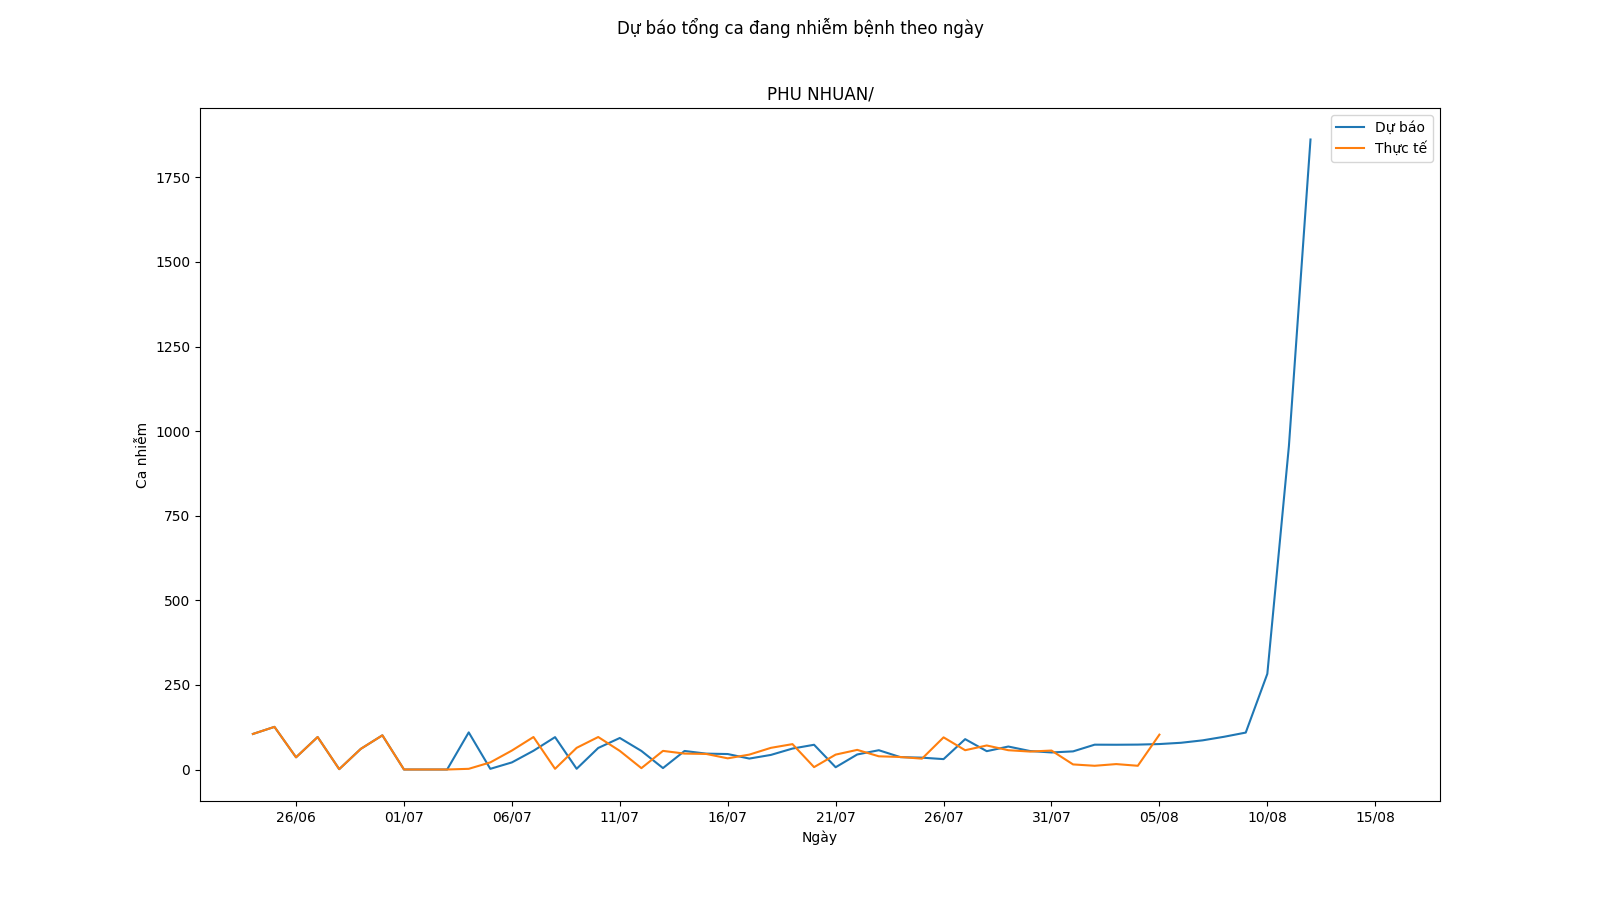 Dự báo tổng ca đang nhiễm bệnh theo ngày
PHU NHUAN/
Dự báo
Thực tế
1750
1500
1250
1000
750
500
250
0
Ca nhiễm
26/06 01/07 06/07 11/07 16/07 21/07 26/07 31/07 05/08 10/08 15/08
Ngày